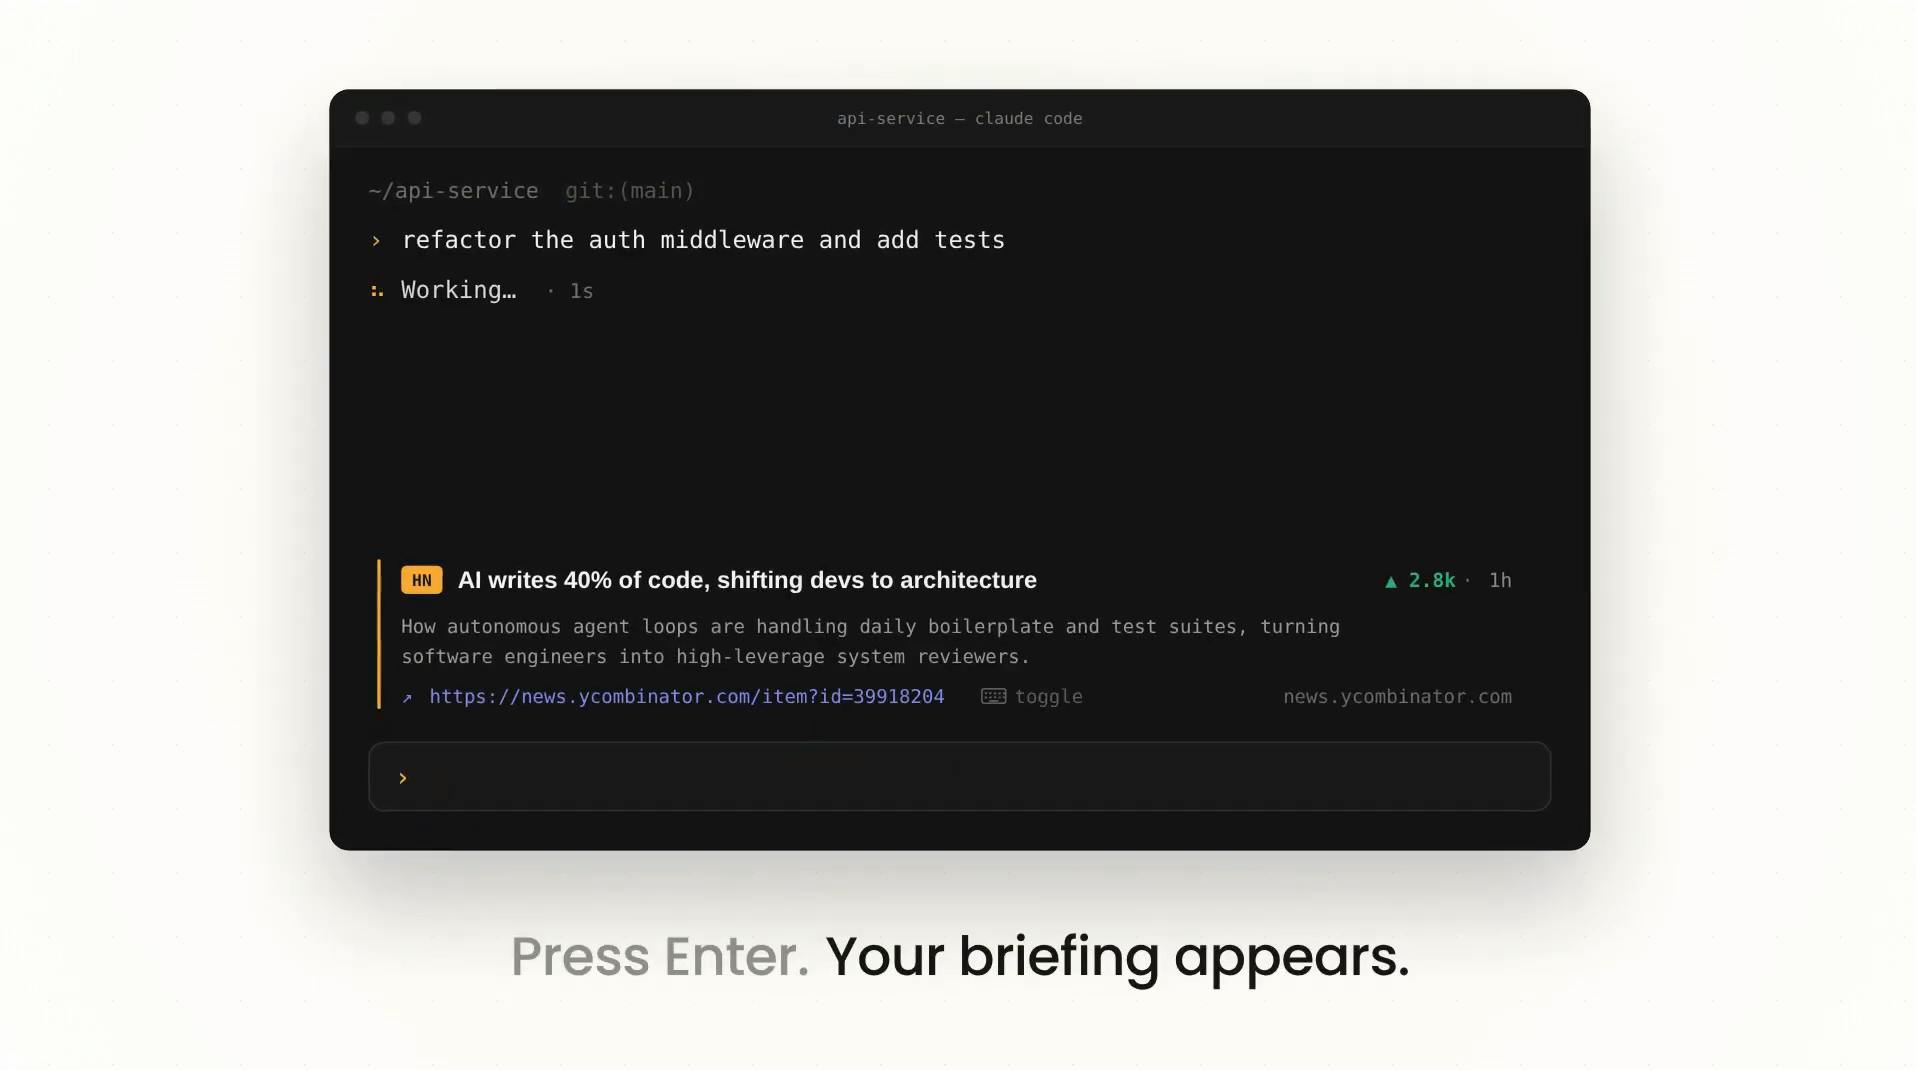 api-service — claude code
~/api-service git:(main)
› refactor the auth middleware and add tests
Working… · 1s
HN AI writes 40% of code, shifting devs to architecture ▲ 2.8k · 1h
How autonomous agent loops are handling daily boilerplate and test suites, turning
software engineers into high-leverage system reviewers.
↗ https://news.ycombinator.com/item?id=39918204 toggle news.ycombinator.com
›
Press Enter. Your briefing appears.